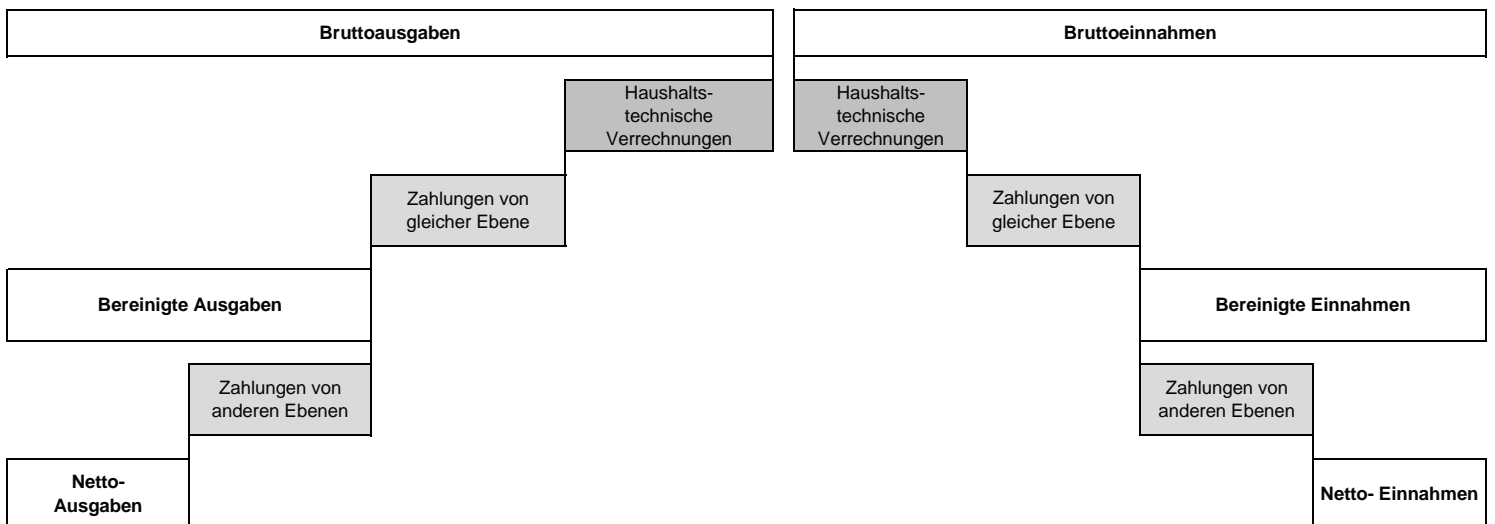 Bruttoausgaben
Bruttoeinnahmen
Haushalts-
technische
Verrechnungen
Haushalts-
technische
Verrechnungen
Zahlungen von
gleicher Ebene
Zahlungen von
gleicher Ebene
Bereinigte Ausgaben
Bereinigte Einnahmen
Zahlungen von
anderen Ebenen
Zahlungen von
anderen Ebenen
Netto-
Ausgaben
Netto- Einnahmen